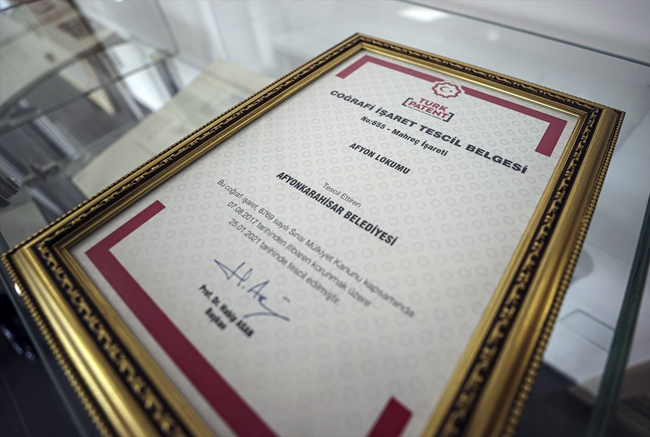 TÜRK
PATENT
COĞRAFİ İŞARET TESCİL BELGESİ
No:655 - Mahreç İşareti
AFYON LOKUMU
Tescil Ettiren
AFYONKARAHİSAR BELEDİYESİ
Bu coğrafi işaret, 6769 sayılı Sınai Mülkiyet Kanunu kapsamında
07.08.2017 tarihinden itibaren korunmak üzere
25.01.2021 tarihinde tescil edilmiştir.
Prof. Dr. Habip ASAN
Başkan